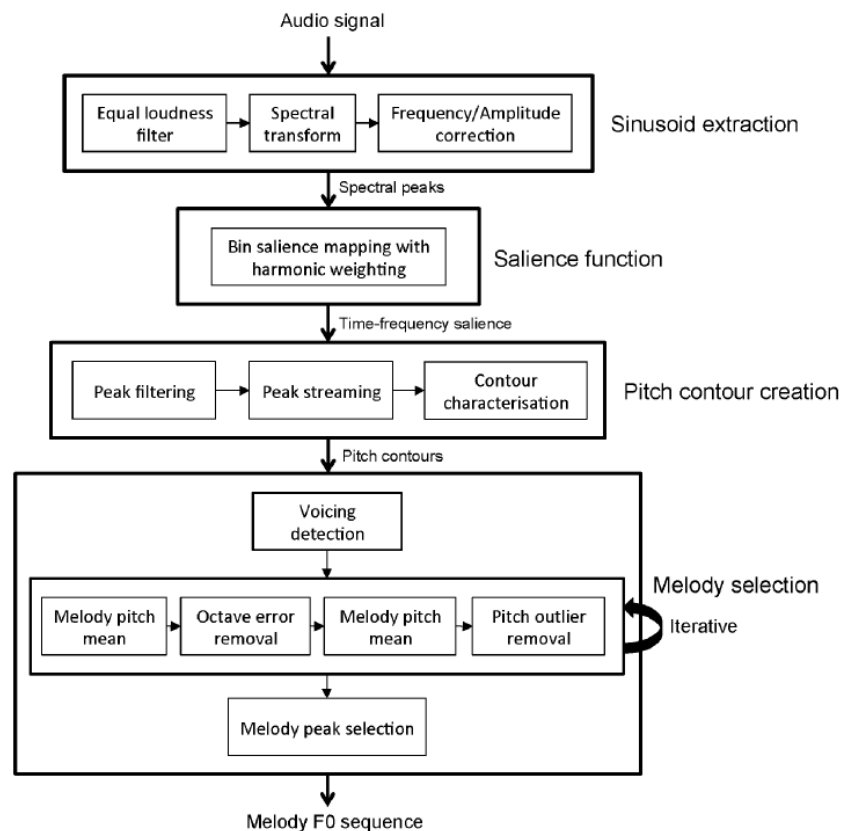 Audio signal
Equal loudness
filter
Spectral
transform
Frequency/Amplitude
correction
Sinusoid extraction
Spectral peaks
Bin salience mapping with
harmonic weighting
Salience function
Time-frequency salience
Peak filtering
Peak streaming
Contour
characterisation
Pitch contour creation
Pitch contours
Voicing
detection
Melody selection
Iterative
Melody pitch
mean
Octave error
removal
Melody pitch
mean
Pitch outlier
removal
Melody peak selection
Melody F0 sequence